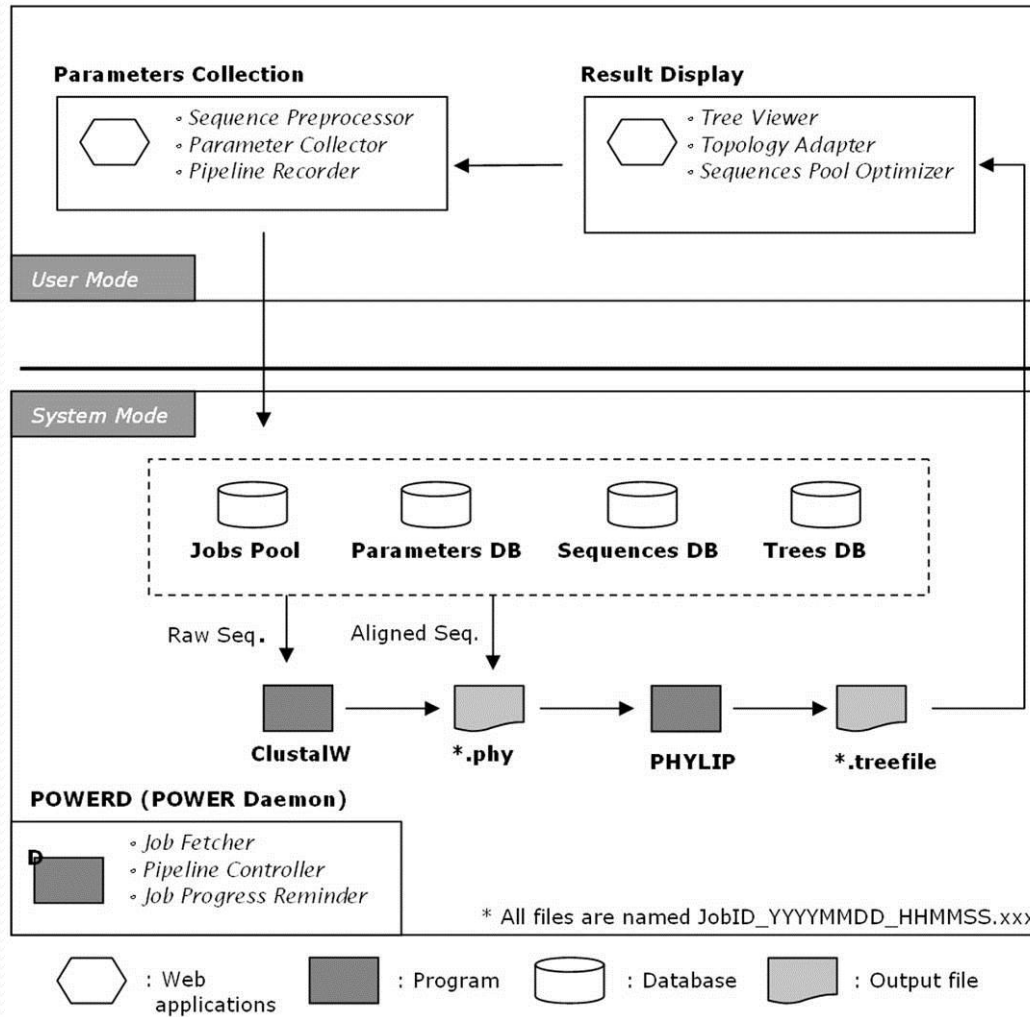 Parameters Collection
◦ Sequence Preprocessor
◦ Parameter Collector
◦ Pipeline Recorder
Result Display
◦ Tree Viewer
◦ Topology Adapter
◦ Sequences Pool Optimizer
User Mode
System Mode
Jobs Pool
Parameters DB
Sequences DB
Trees DB
Raw Seq.
Aligned Seq.
ClustalW
*.phy
PHYLIP
*.treefile
POWERD (POWER Daemon)
D
◦ Job Fetcher
◦ Pipeline Controller
◦ Job Progress Reminder
* All files are named JobID_YYYYMMDD_HHMMSS.xxx
: Web
applications
: Program
: Database
: Output file